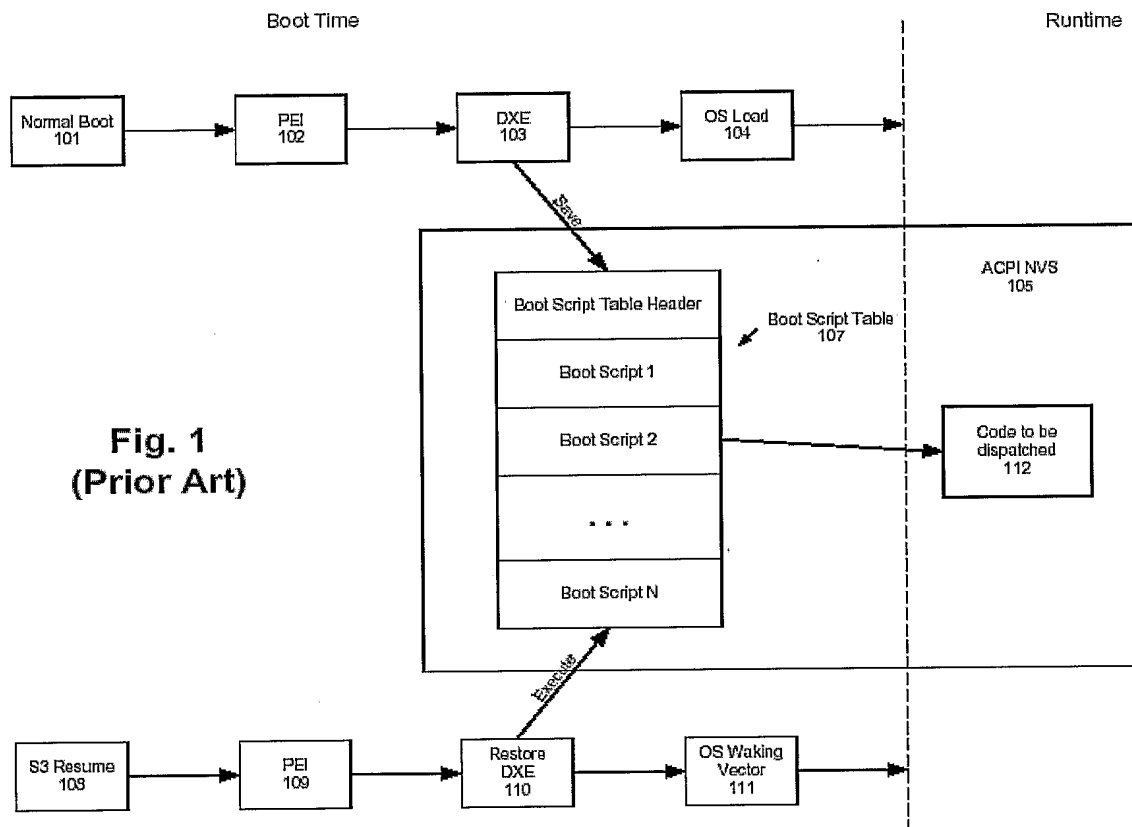 Boot Time
Runtime
Normal Boot
101
PEI
102
DXE
103
OS Load
104
Save
ACPI NVS
105
Boot Script Table Header
Boot Script Table
107
Boot Script 1
Boot Script 2
Code to be
dispatched
112
Fig. 1
(Prior Art)
...
Boot Script N
Execute
S3 Resume
108
PEI
109
Restore
DXE
110
OS Waking
Vector
111